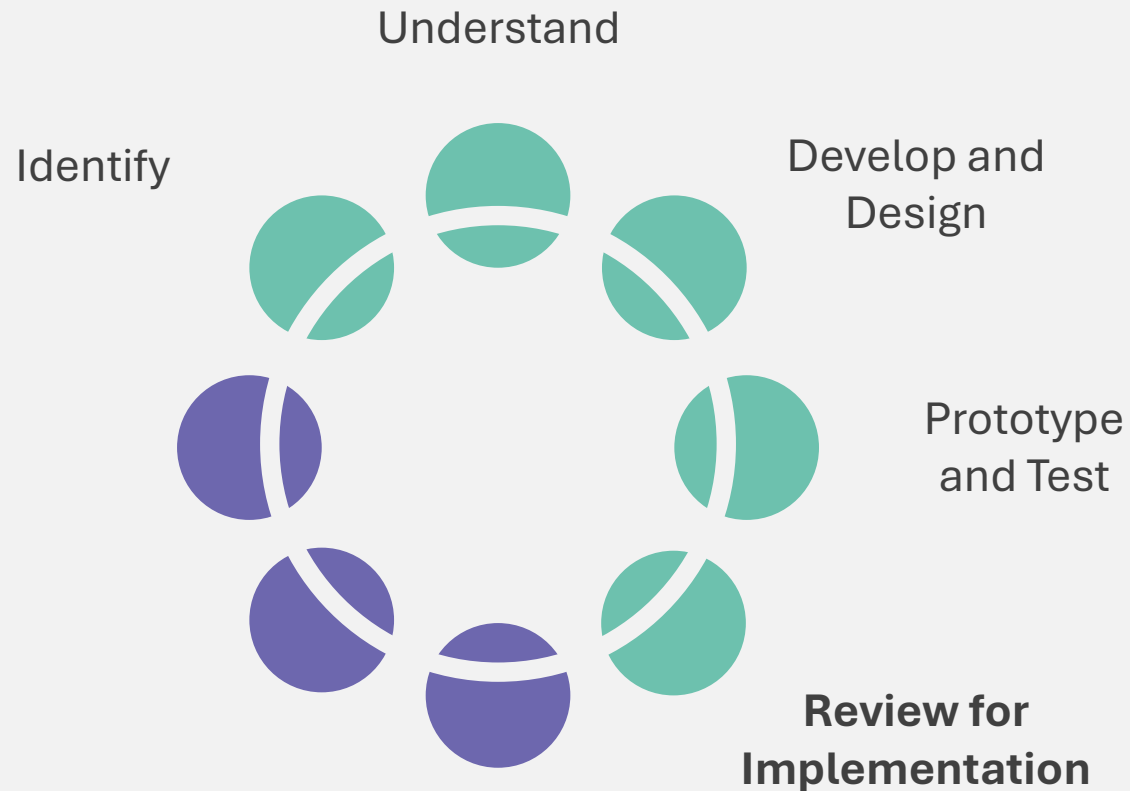 Understand
Identify
Develop and
Design
Prototype
and Test
Review for
Implementation